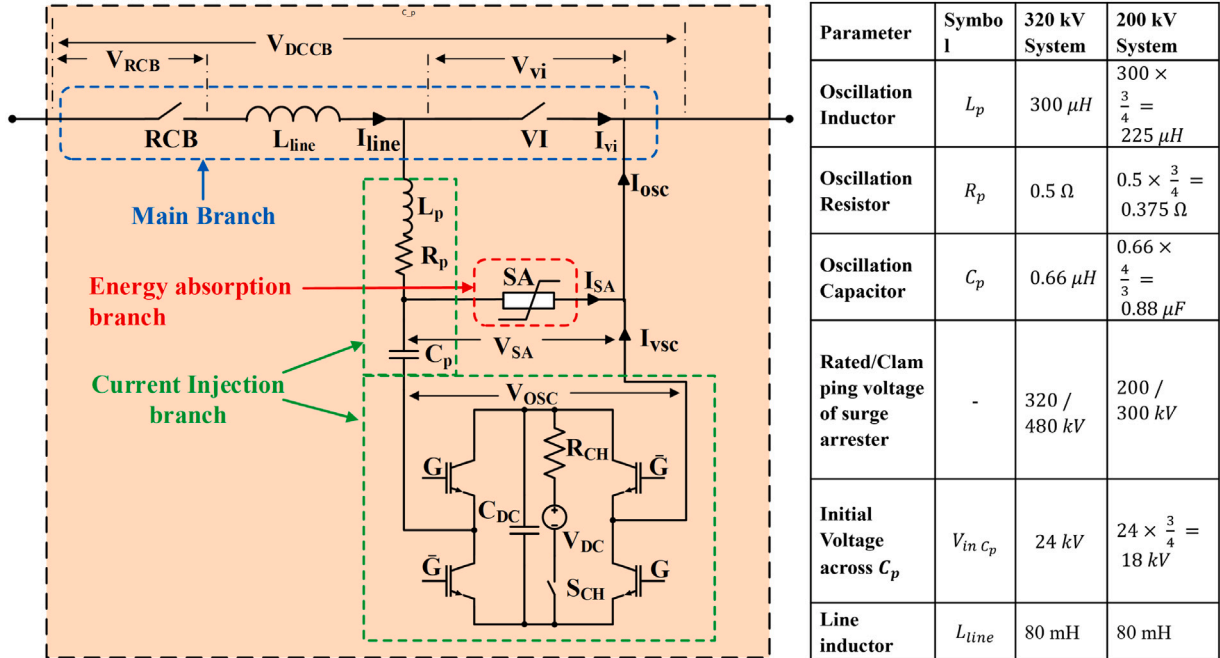 C_p
V_DCCB
V_RCB
V_vi
RCB
L_line
I_line
VI
I_vi
Main Branch
I_osc
L_p
R_p
Energy absorption
branch
SA
I_SA
V_SA
I_vsc
C_p
Current Injection
branch
V_OSC
G
R_CH
Ḡ
C_DC
V_DC
Ḡ
S_CH
G
Parameter
Symbo
l
320 kV
System
200 kV
System
Oscillation
Inductor
L_p
300 μH
300 ×
3/4 =
225 μH
Oscillation
Resistor
R_p
0.5 Ω
0.5 × 3/4 =
0.375 Ω
Oscillation
Capacitor
C_p
0.66 μH
0.66 ×
4/3 =
0.88 μF
Rated/Clam
ping voltage
of surge
arrester
-
320 /
480 kV
200 /
300 kV
Initial
Voltage
across C_p
V_in C_p
24 kV
24 × 3/4 =
18 kV
Line
inductor
L_line
80 mH
80 mH